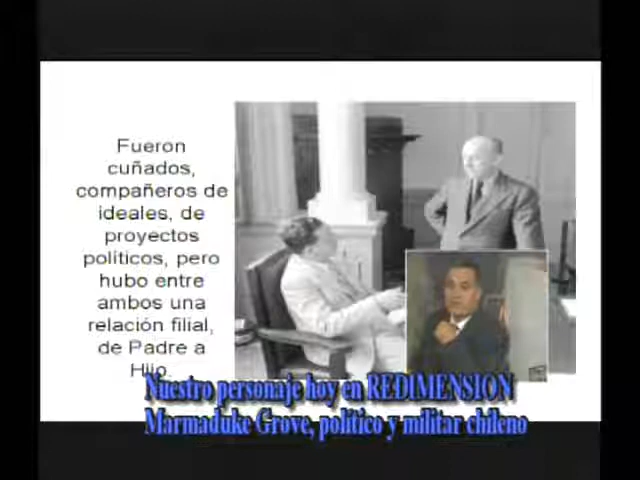 Fueron
cuñados,
compañeros de
ideales, de
proyectos
políticos, pero
hubo entre
ambos una
relación filial,
de Padre a
Hijo.
Nuestro personaje hoy en REDIMENSION
Marmaduke Grove, político y militar chileno